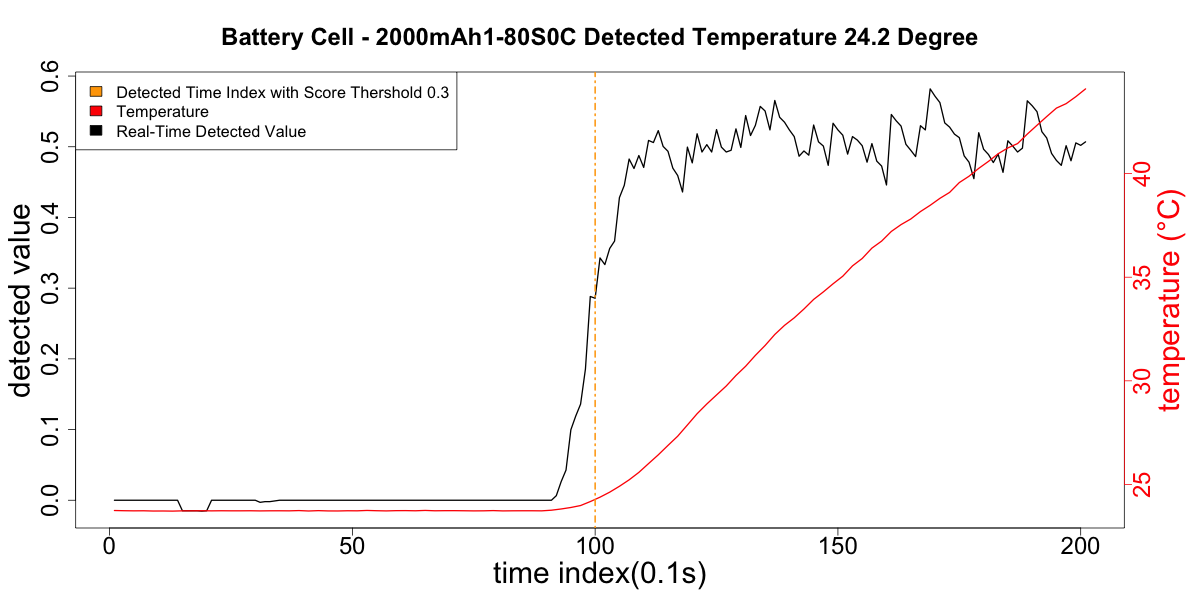 Battery Cell - 2000mAh1-80S0C Detected Temperature 24.2 Degree
Detected Time Index with Score Thershold 0.3
Temperature
Real-Time Detected Value
detected value
0.0 0.1 0.2 0.3 0.4 0.5 0.6
temperature (°C)
25 30 35 40
0 50 100 150 200
time index(0.1s)